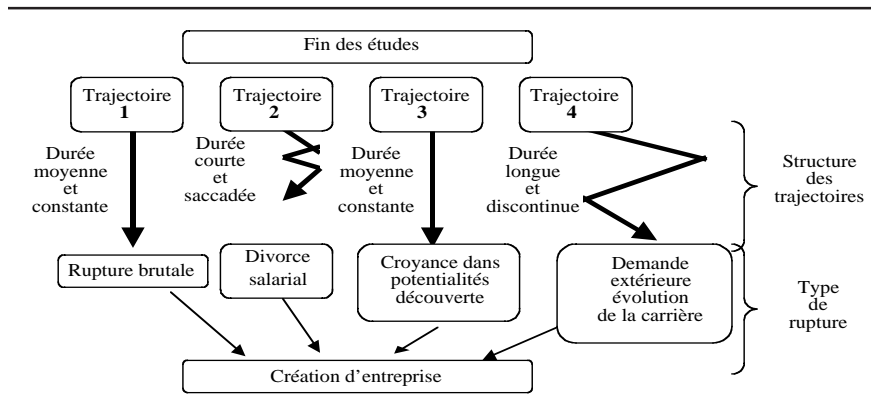 Fin des études
Trajectoire
1
Trajectoire
2
Trajectoire
3
Trajectoire
4
Durée
moyenne
et
constante
Durée
courte
et
saccadée
Durée
moyenne
et
constante
Durée
longue
et
discontinue
Structure
des
trajectoires
Rupture brutale
Divorce
salarial
Croyance dans
potentialités
découverte
Demande
extérieure
évolution
de la carrière
Type
de
rupture
Création d’entreprise